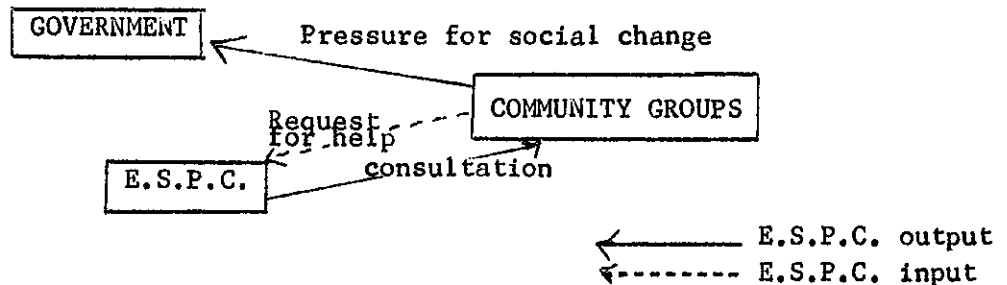 GOVERNMENT
Pressure for social change
COMMUNITY GROUPS
Request
for help
consultation
E.S.P.C.
E.S.P.C. output
E.S.P.C. input